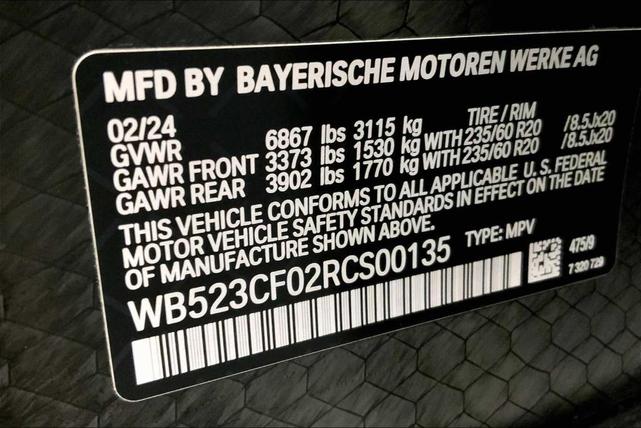 MFD BY BAYERISCHE MOTOREN WERKE AG
02/24 TIRE / RIM
GVWR 6867 lbs 3115 kg
GAWR FRONT 3373 lbs 1530 kg WITH 235/60 R20 /8.5Jx20
GAWR REAR 3902 lbs 1770 kg WITH 235/60 R20 /8.5Jx20
THIS VEHICLE CONFORMS TO ALL APPLICABLE U.S. FEDERAL
MOTOR VEHICLE SAFETY STANDARDS IN EFFECT ON THE DATE
OF MANUFACTURE SHOWN ABOVE.
WB523CF02RCS00135 TYPE: MPV
475/9
7 320 729